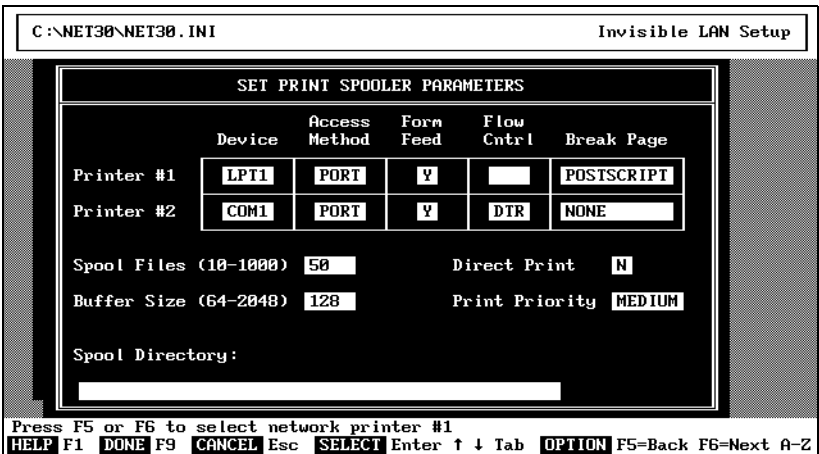 C:\NET30\NET30.INI Invisible LAN Setup
SET PRINT SPOOLER PARAMETERS
Access Form Flow
Device Method Feed Cntrl Break Page
Printer #1 LPT1 PORT Y POSTSCRIPT
Printer #2 COM1 PORT Y DTR NONE
Spool Files (10-1000) 50 Direct Print N
Buffer Size (64-2048) 128 Print Priority MEDIUM
Spool Directory:
Press F5 or F6 to select network printer #1
HELP F1 DONE F9 CANCEL Esc SELECT Enter ↑ ↓ Tab OPTION F5=Back F6=Next A-Z